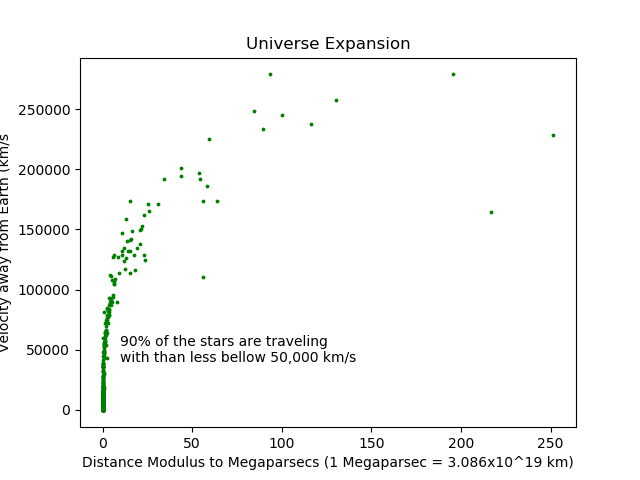 Universe Expansion
Velocity away from Earth (km/s
250000
200000
150000
100000
50000
0
90% of the stars are traveling
with than less bellow 50,000 km/s
0 50 100 150 200 250
Distance Modulus to Megaparsecs (1 Megaparsec = 3.086x10^19 km)